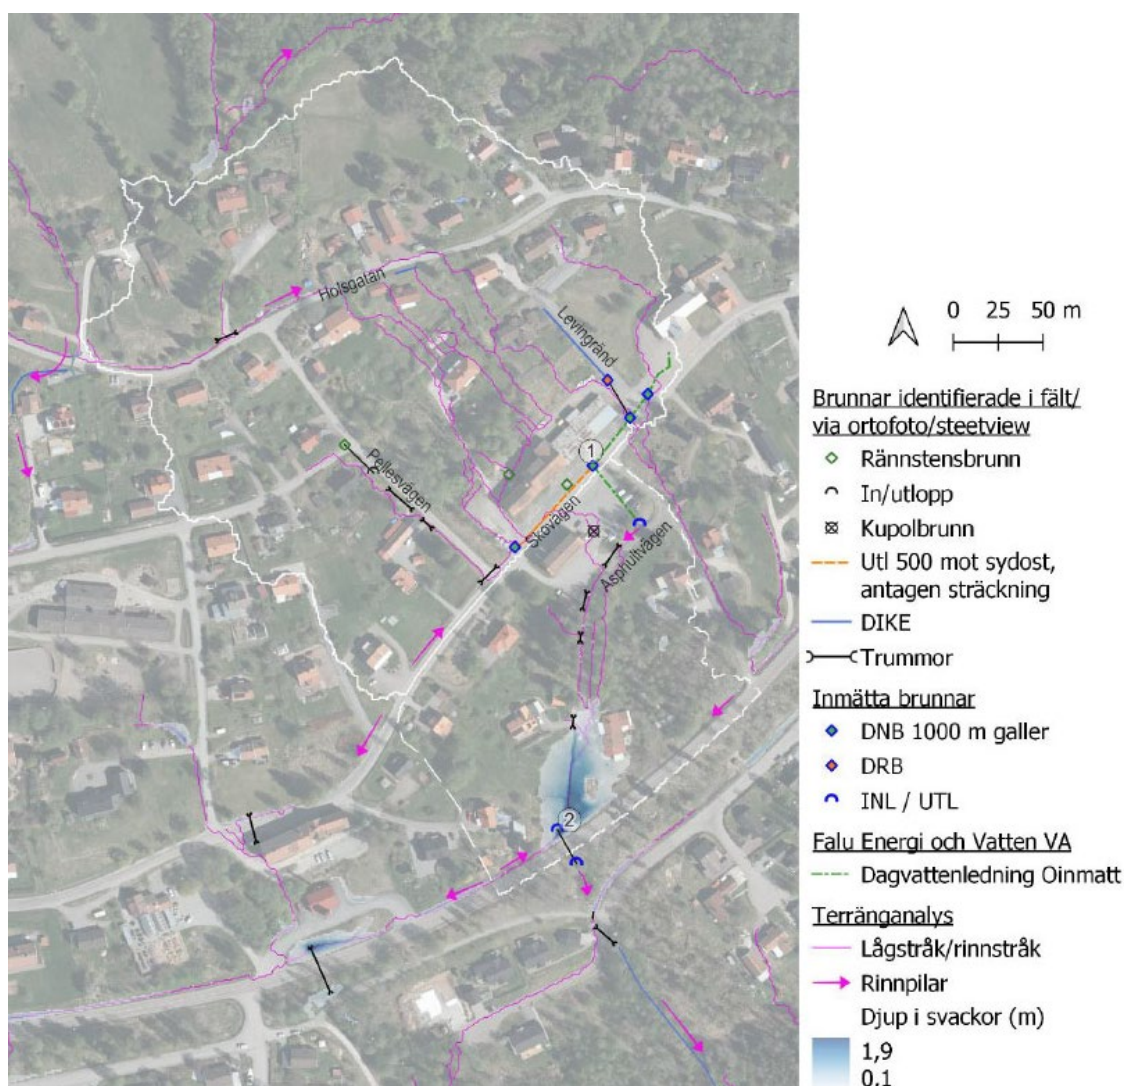 Holsgatan
Levingränd
1
Pellesvägen
Skovägen
Asphultvägen
2
0 25 50 m
Brunnar identifierade i fält/
via ortofoto/steetview
Rännstensbrunn
In/utlopp
Kupolbrunn
Utl 500 mot sydost,
antagen sträckning
DIKE
Trummor
Inmätta brunnar
DNB 1000 m galler
DRB
INL / UTL
Falu Energi och Vatten VA
Dagvattenledning Oinmatt
Terränganalys
Lågstråk/rinnstråk
Rinnpilar
Djup i svackor (m)
1,9
0,1